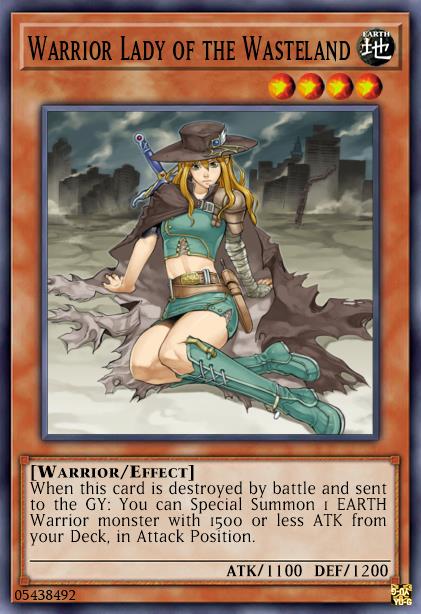 WARRIOR LADY OF THE WASTELAND
EARTH
地
[WARRIOR/EFFECT]
When this card is destroyed by battle and sent
to the GY: You can Special Summon 1 EARTH
Warrior monster with 1500 or less ATK from
your Deck, in Attack Position.
ATK/1100 DEF/1200
05438492